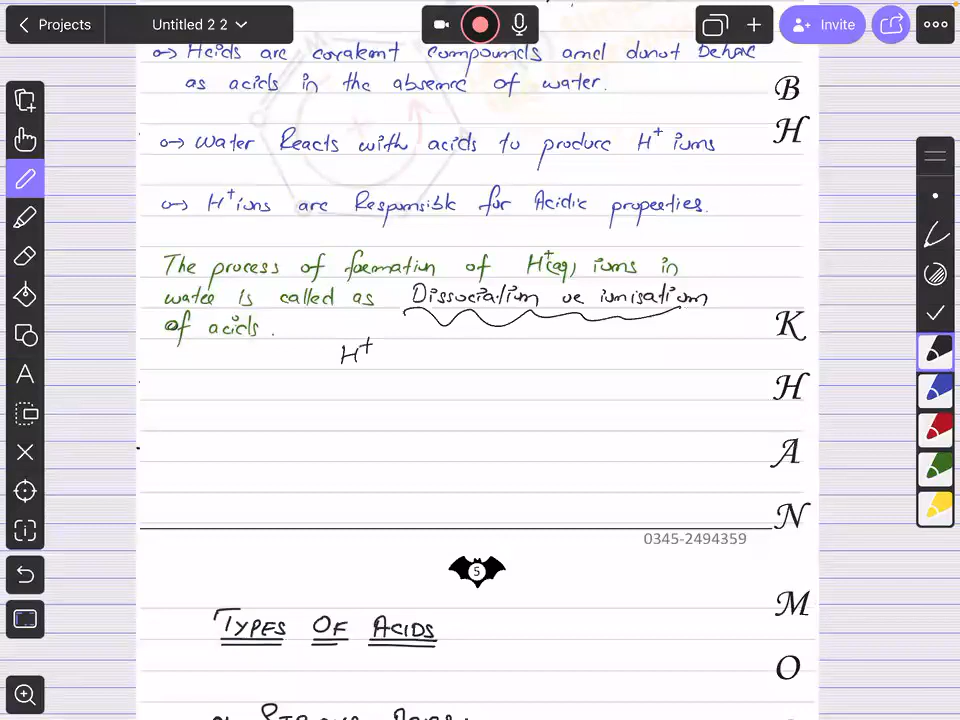 Projects
Untitled 2 2
Invite
o→ Acids are covalent compounds and donot behave
as acids in the absence of water.
B
o→ Water Reacts with acids to produce H+ ions
H
o→ H+ ions are Responsible for Acidic properties.
The process of formation of H+(aq) ions in
water is called as Dissociation or ionisation
of acids.
K
H+
H
A
N
0345-2494359
5
M
TYPES OF ACIDS
O
A